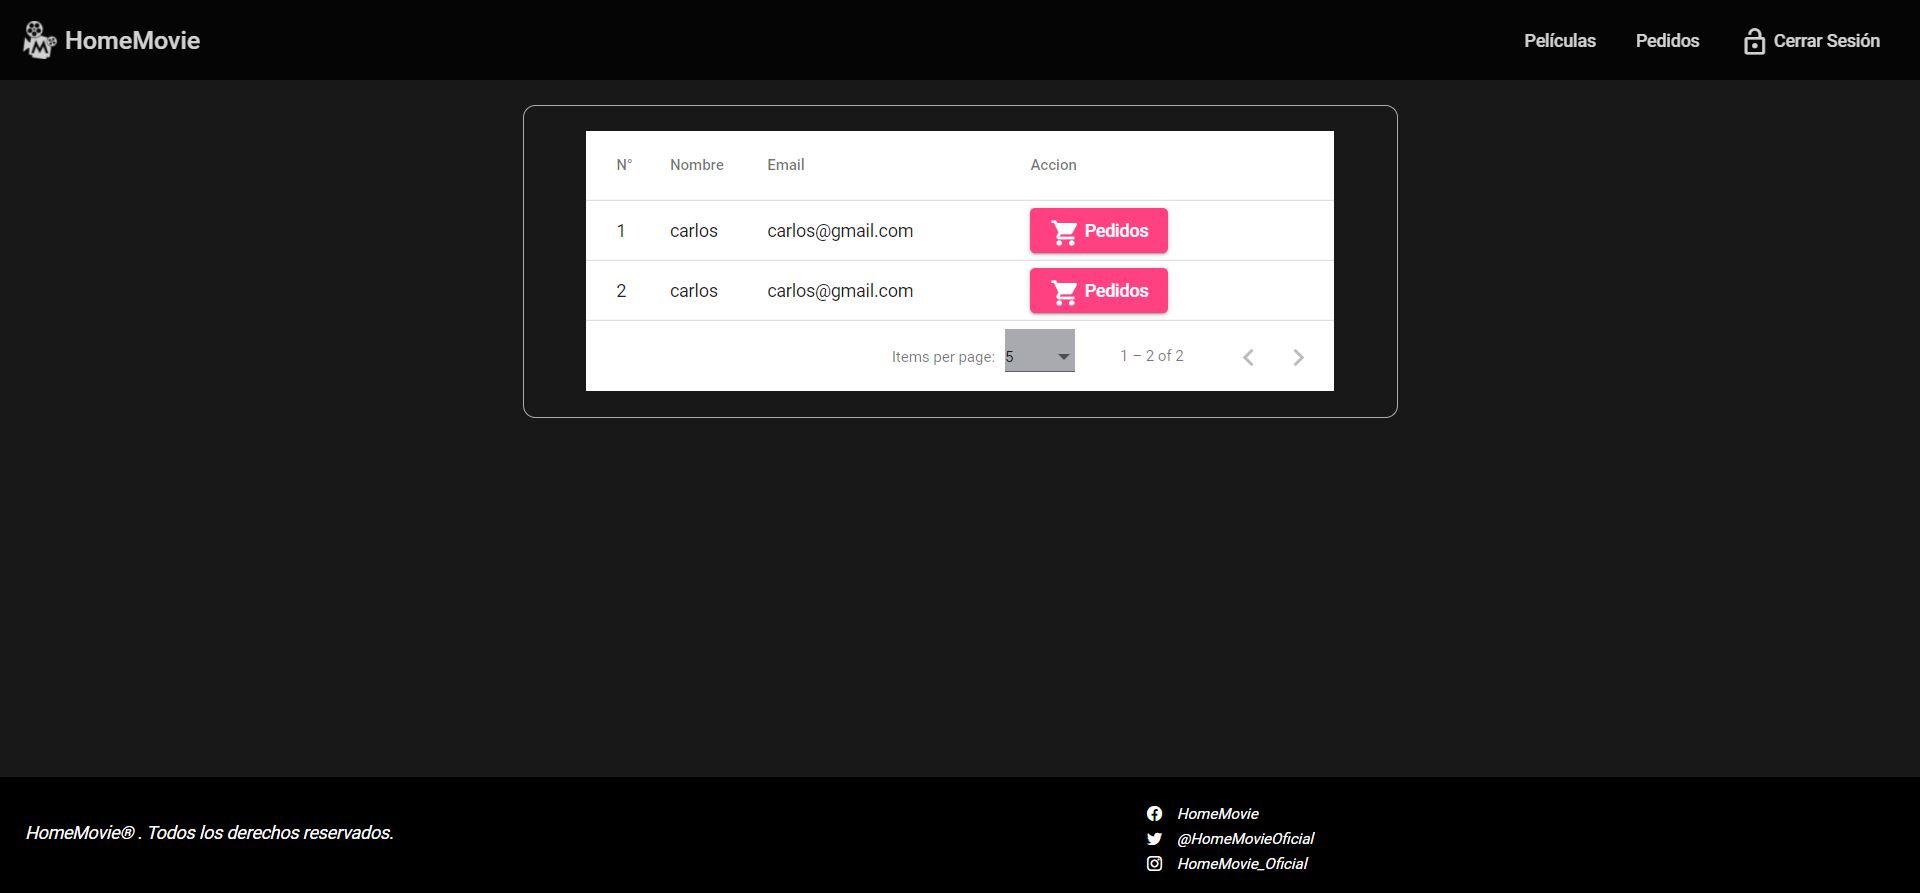 HomeMovie
Películas Pedidos Cerrar Sesión
N° Nombre Email Accion
1 carlos carlos@gmail.com Pedidos
2 carlos carlos@gmail.com Pedidos
Items per page: 5 1 – 2 of 2
HomeMovie® . Todos los derechos reservados.
HomeMovie
@HomeMovieOficial
HomeMovie_Oficial